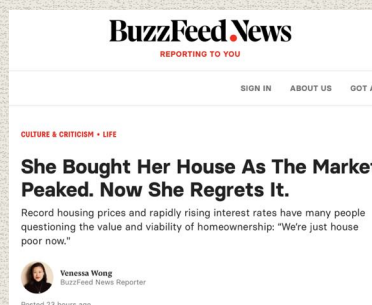 BuzzFeed News
REPORTING TO YOU
SIGN IN ABOUT US GOT A
CULTURE & CRITICISM • LIFE
She Bought Her House As The Market
Peaked. Now She Regrets It.
Record housing prices and rapidly rising interest rates have many people
questioning the value and viability of homeownership: “We’re just house
poor now.”
Venessa Wong
BuzzFeed News Reporter
Posted 23 hours ago